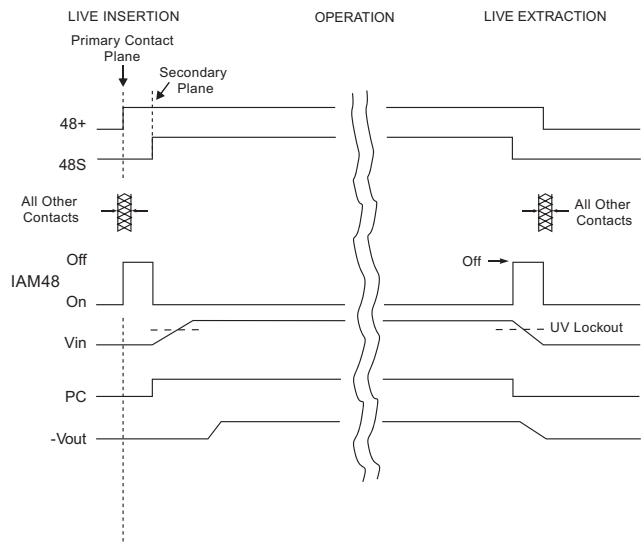 LIVE INSERTION
OPERATION
LIVE EXTRACTION
Primary Contact
Plane
Secondary
Plane
48+
48S
All Other
Contacts
All Other
Contacts
Off
IAM48
On
Off
Vin
UV Lockout
PC
-Vout